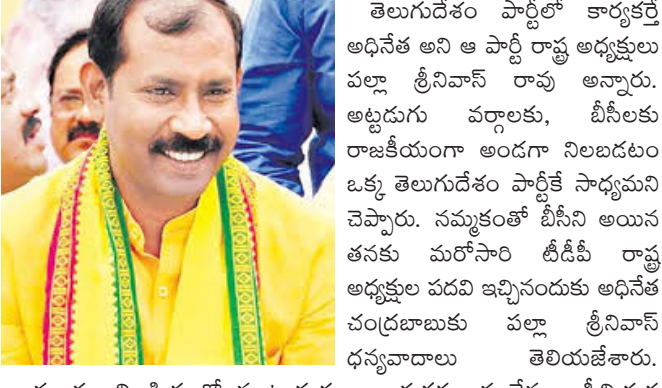 తెలుగుదేశం పార్టీలో కార్యకర్తే
అధినేత అని ఆ పార్టీ రాష్ట్ర అధ్యక్షులు
పల్లా శ్రీనివాస్ రావు అన్నారు.
అట్టడుగు వర్గాలకు, బీసీలకు
రాజకీయంగా అండగా నిలబడటం
ఒక్క తెలుగుదేశం పార్టీకే సాధ్యమని
చెప్పారు. నమ్మకంతో బీసీని అయిన
తనకు మరోసారి టీడీపీ రాష్ట్ర
అధ్యక్షుల పదవి ఇచ్చినందుకు అధినేత
చంద్రబాబుకు పల్లా శ్రీనివాస్
ధన్యవాదాలు తెలియజేశారు.